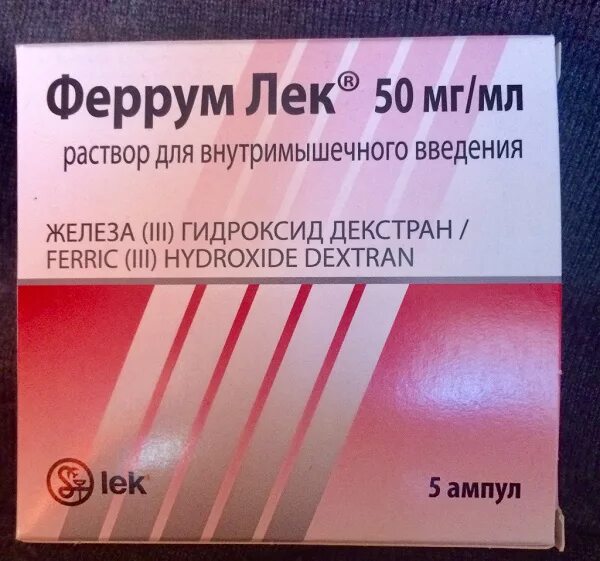 Феррум Лек® 50 мг/мл
раствор для внутримышечного введения
ЖЕЛЕЗА (III) ГИДРОКСИД ДЕКСТРАН /
FERRIC (III) HYDROXIDE DEXTRAN
lek
5 ампул